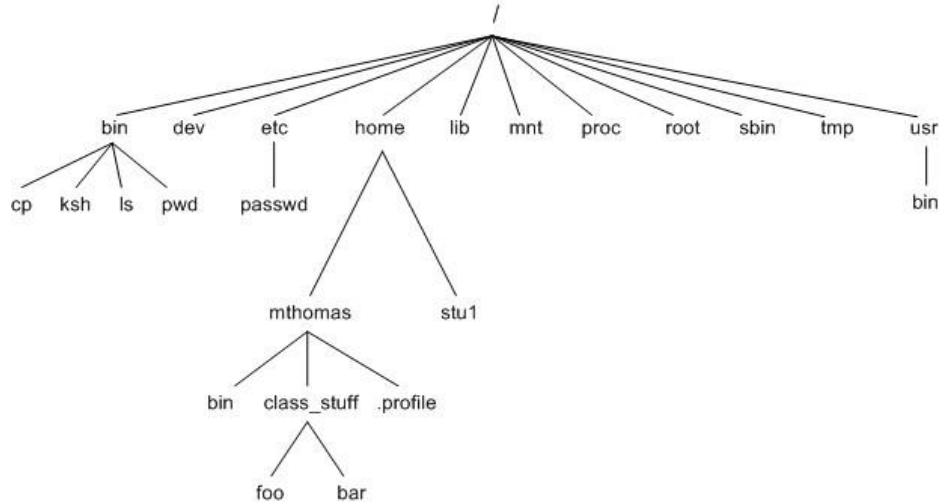 /
bin dev etc home lib mnt proc root sbin tmp usr
cp ksh ls pwd passwd bin
mthomas stu1
bin class_stuff .profile
foo bar